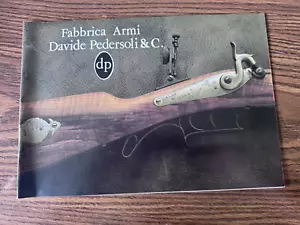 Fabbrica Armi
Davide Pedersoli & C.
dp